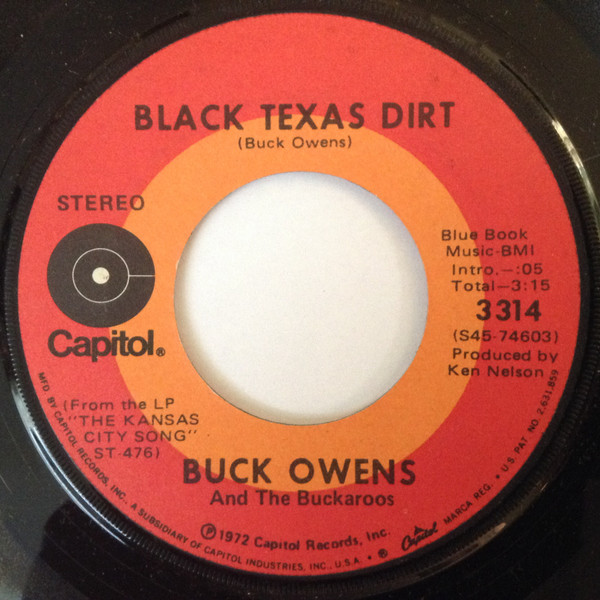 BLACK TEXAS DIRT
(Buck Owens)
STEREO
Capitol®
Blue Book
Music-BMI
Intro.—:05
Total—3:15
3314
(S45-74603)
Produced by
Ken Nelson
(From the LP
"THE KANSAS
CITY SONG"
ST-476)
BUCK OWENS
And The Buckaroos
℗1972 Capitol Records, Inc.
MFD. BY CAPITOL RECORDS, INC., A SUBSIDIARY OF CAPITOL INDUSTRIES, INC., U.S.A. • ® Capitol MARCA REG. • U.S. PAT. NO. 2,631,859